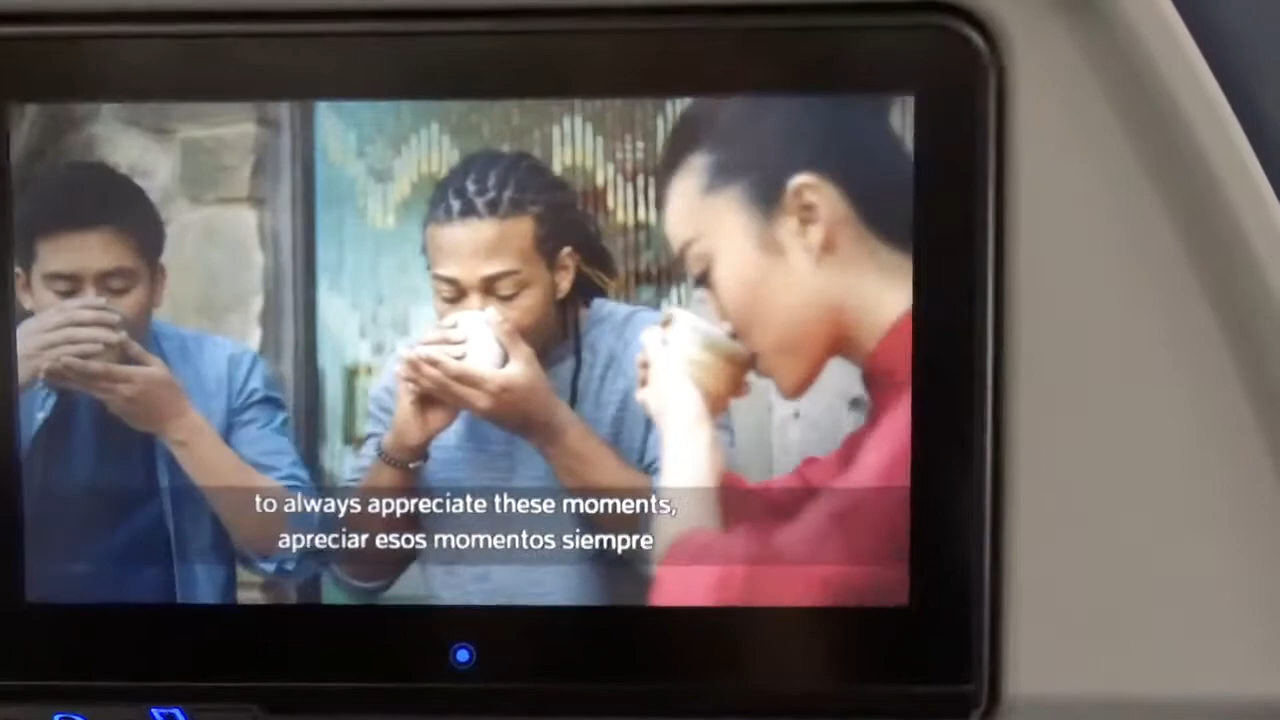 to always appreciate these moments,
apreciar esos momentos siempre